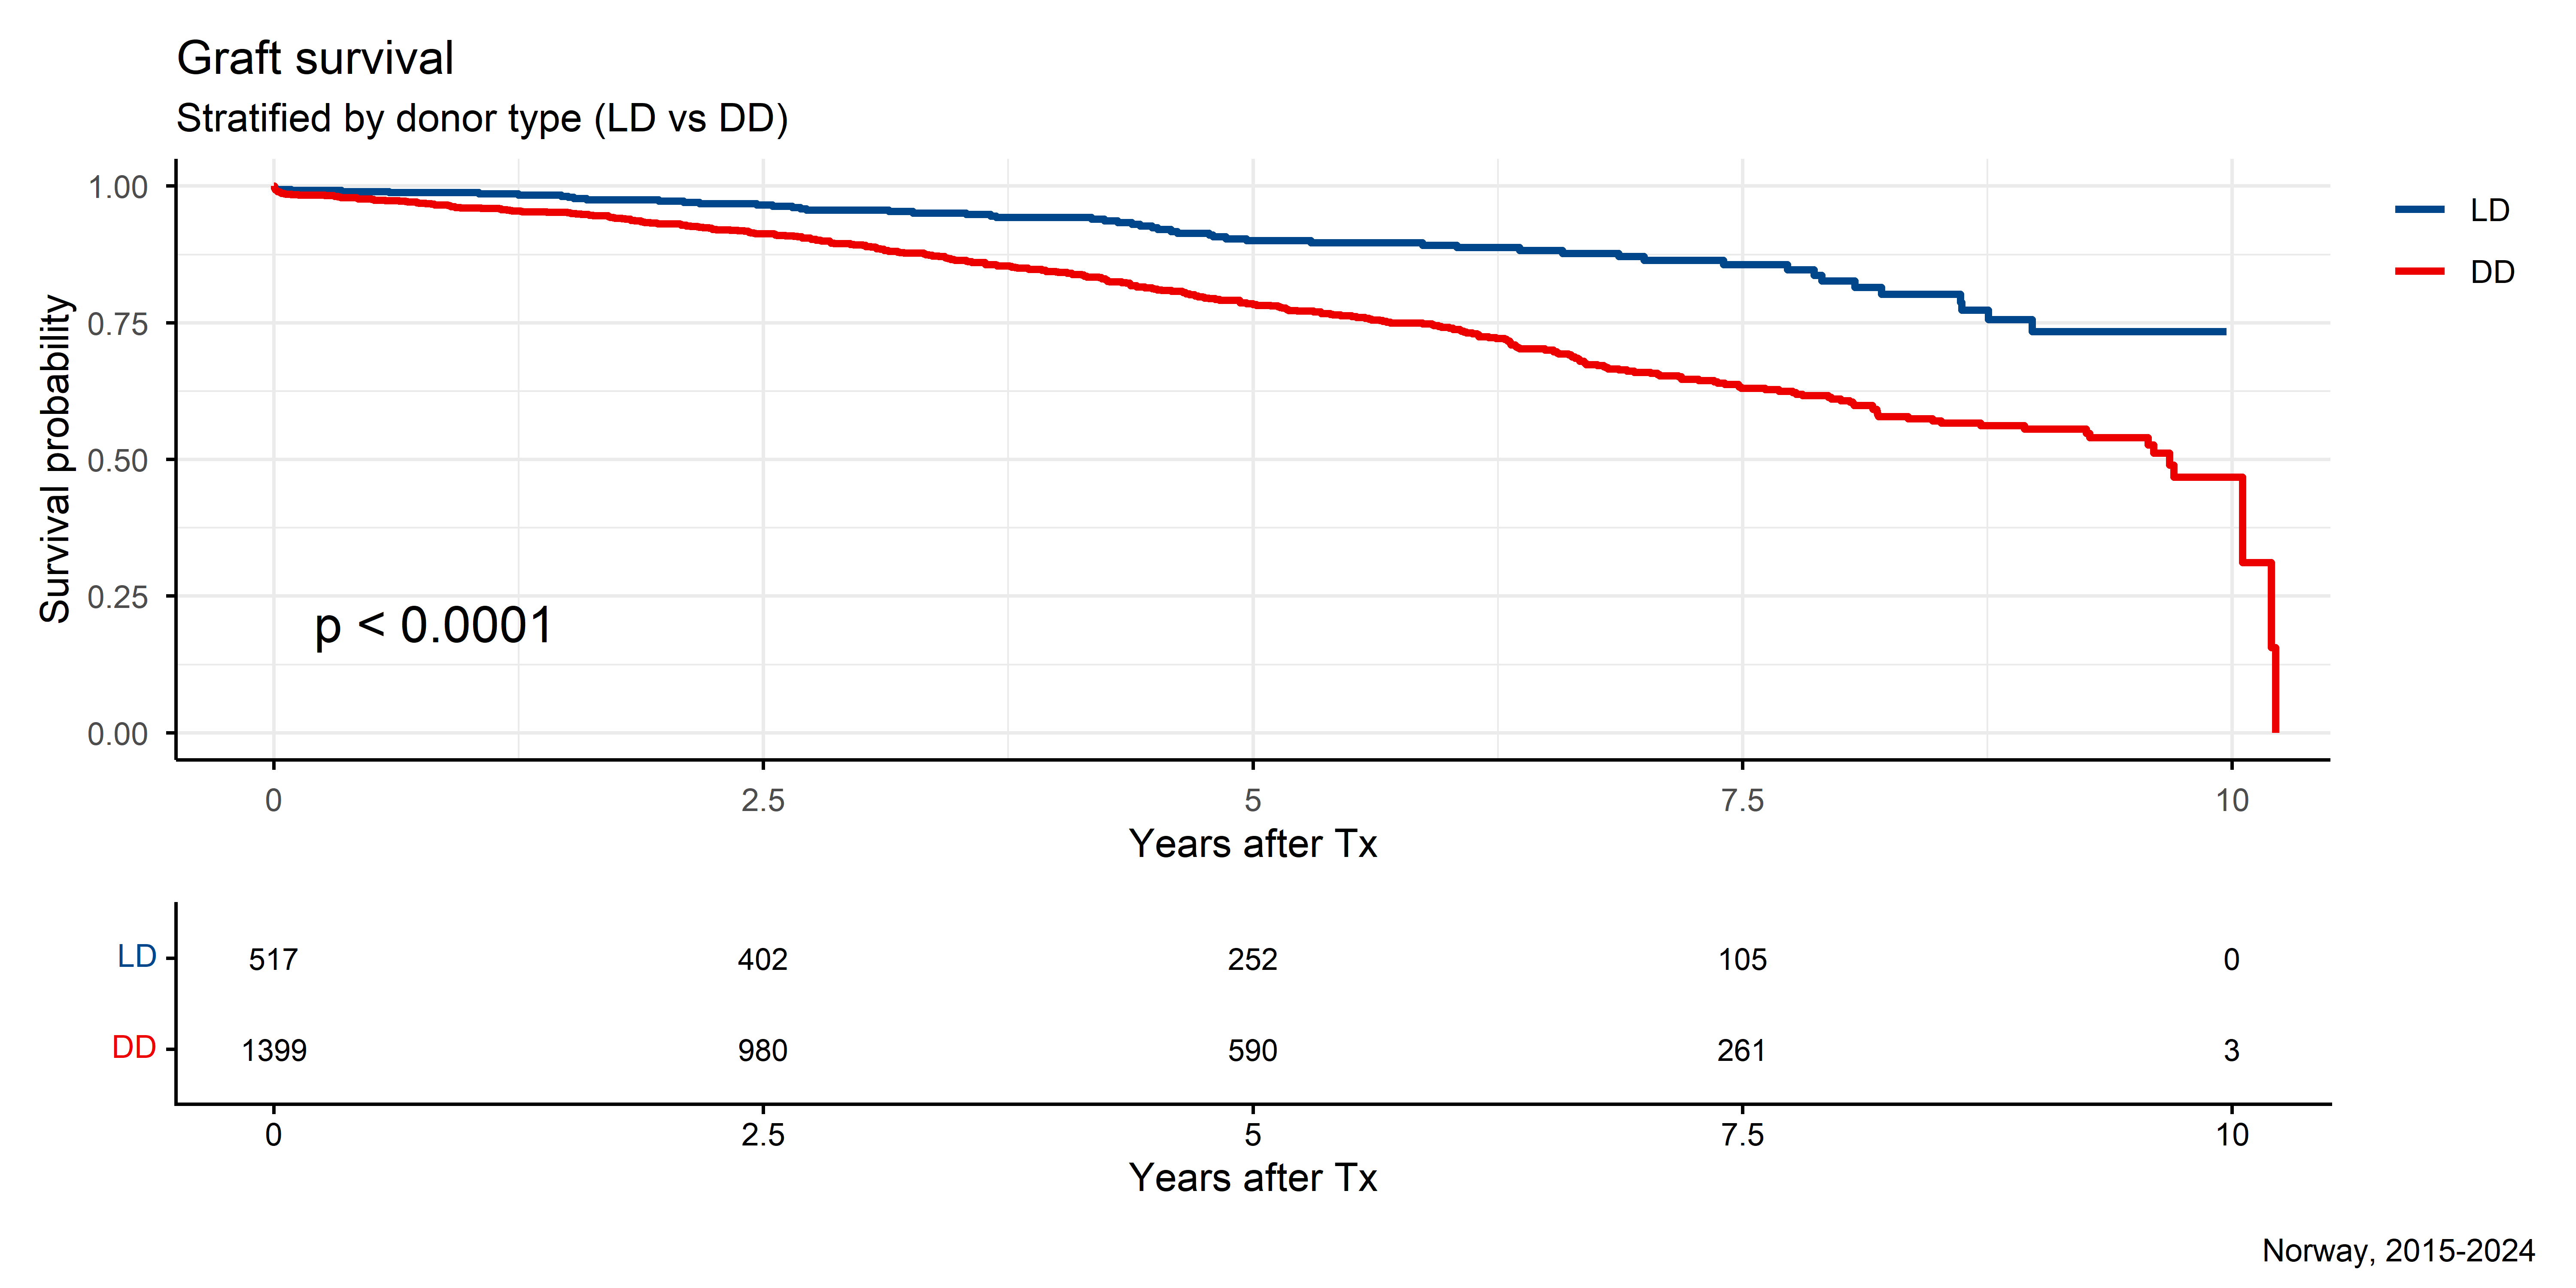 Graft survival
Stratified by donor type (LD vs DD)
Survival probability
1.00
0.75
0.50
0.25
0.00
p < 0.0001
LD
DD
0 2.5 5 7.5 10
Years after Tx
LD 517 402 252 105 0
DD 1399 980 590 261 3
0 2.5 5 7.5 10
Years after Tx
Norway, 2015-2024